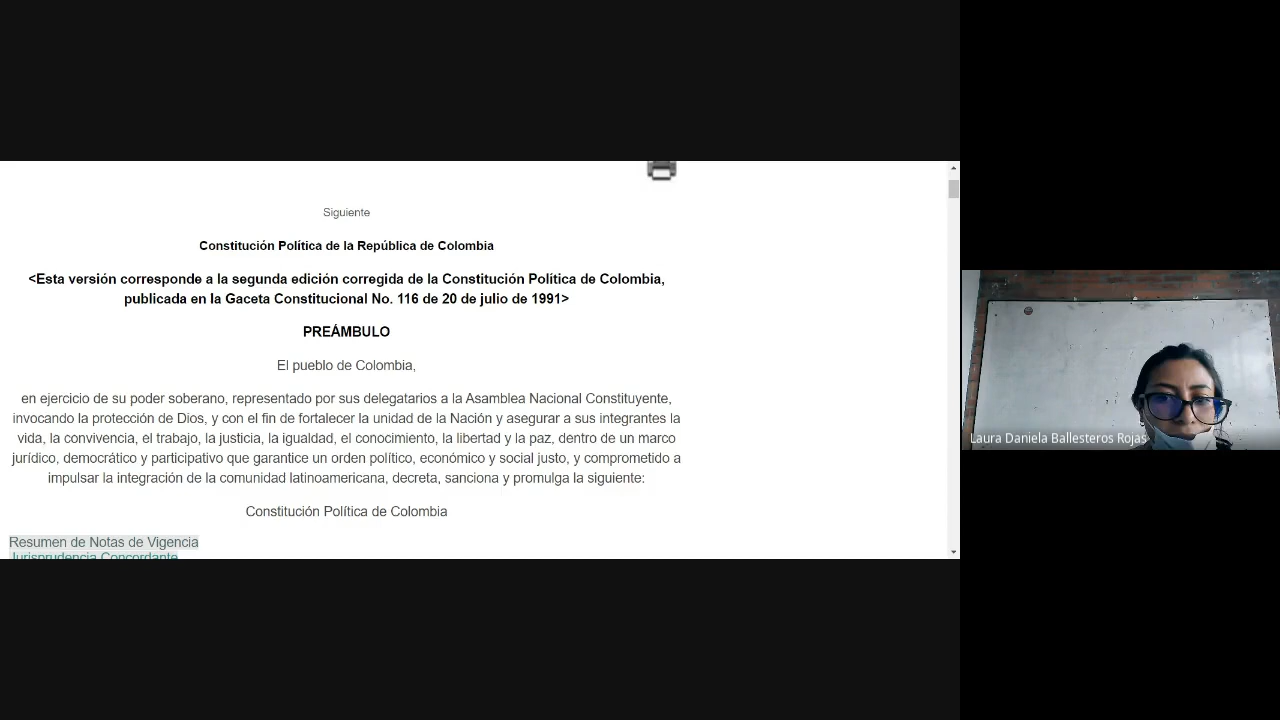 Siguiente
Constitución Política de la República de Colombia
<Esta versión corresponde a la segunda edición corregida de la Constitución Política de Colombia,
publicada en la Gaceta Constitucional No. 116 de 20 de julio de 1991>
PREÁMBULO
El pueblo de Colombia,
en ejercicio de su poder soberano, representado por sus delegatarios a la Asamblea Nacional Constituyente,
invocando la protección de Dios, y con el fin de fortalecer la unidad de la Nación y asegurar a sus integrantes la
vida, la convivencia, el trabajo, la justicia, la igualdad, el conocimiento, la libertad y la paz, dentro de un marco
jurídico, democrático y participativo que garantice un orden político, económico y social justo, y comprometido a
impulsar la integración de la comunidad latinoamericana, decreta, sanciona y promulga la siguiente:
Constitución Política de Colombia
Resumen de Notas de Vigencia
Jurisprudencia Concordante
Laura Daniela Ballesteros Rojas